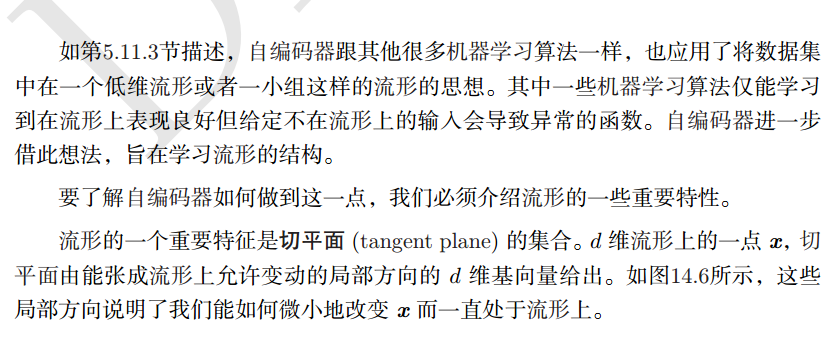 如第5.11.3节描述，自编码器跟其他很多机器学习算法一样，也应用了将数据集
中在一个低维流形或者一小组这样的流形的思想。其中一些机器学习算法仅能学习
到在流形上表现良好但给定不在流形上的输入会导致异常的函数。自编码器进一步
借此想法，旨在学习流形的结构。
要了解自编码器如何做到这一点，我们必须介绍流形的一些重要特性。
流形的一个重要特征是切平面 (tangent plane) 的集合。d 维流形上的一点 x，切
平面由能张成流形上允许变动的局部方向的 d 维基向量给出。如图14.6所示，这些
局部方向说明了我们能如何微小地改变 x 而一直处于流形上。